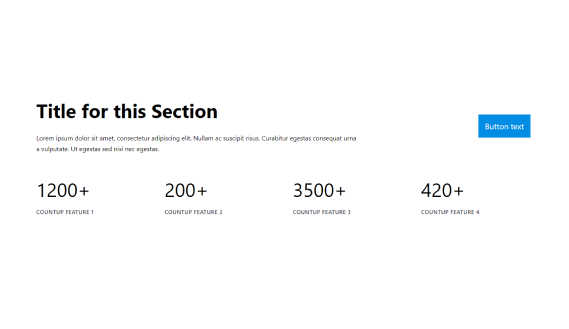 Title for this Section
Lorem ipsum dolor sit amet, consectetur adipiscing elit. Nullam ac suscipit risus. Curabitur egestas consequat urna
a vulputate. Ut egestas sed nisi nec egestas.
Button text
1200+
200+
3500+
420+
COUNTUP FEATURE 1
COUNTUP FEATURE 2
COUNTUP FEATURE 3
COUNTUP FEATURE 4